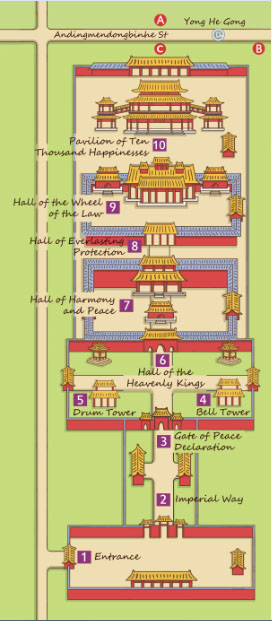 A
Yong He Gong
Andingmendongbinhe St
C
B
Pavilion of Ten 10
Thousand Happinesses
Hall of the Wheel 9
of the Law
Hall of Everlasting 8
Protection
Hall of Harmony 7
and Peace
6
Hall of the
Heavenly Kings
5 4
Drum Tower Bell Tower
3 Gate of Peace
Declaration
2 Imperial Way
1 Entrance